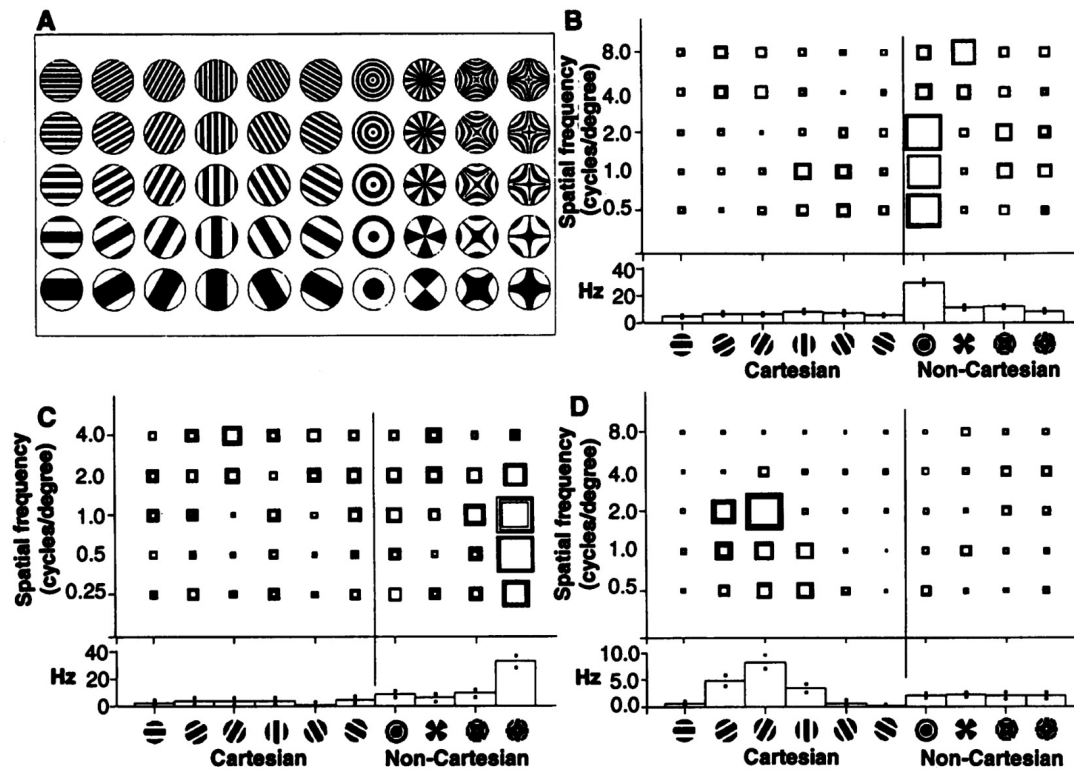 A
B
Spatial frequency
(cycles/degree)
8.0
4.0
2.0
1.0
0.5
Hz
40
20
0
Cartesian
Non-Cartesian
C
Spatial frequency
(cycles/degree)
4.0
2.0
1.0
0.5
0.25
Hz
40
20
0
Cartesian
Non-Cartesian
D
Spatial frequency
(cycles/degree)
8.0
4.0
2.0
1.0
0.5
Hz
10.0
5.0
0.0
Cartesian
Non-Cartesian